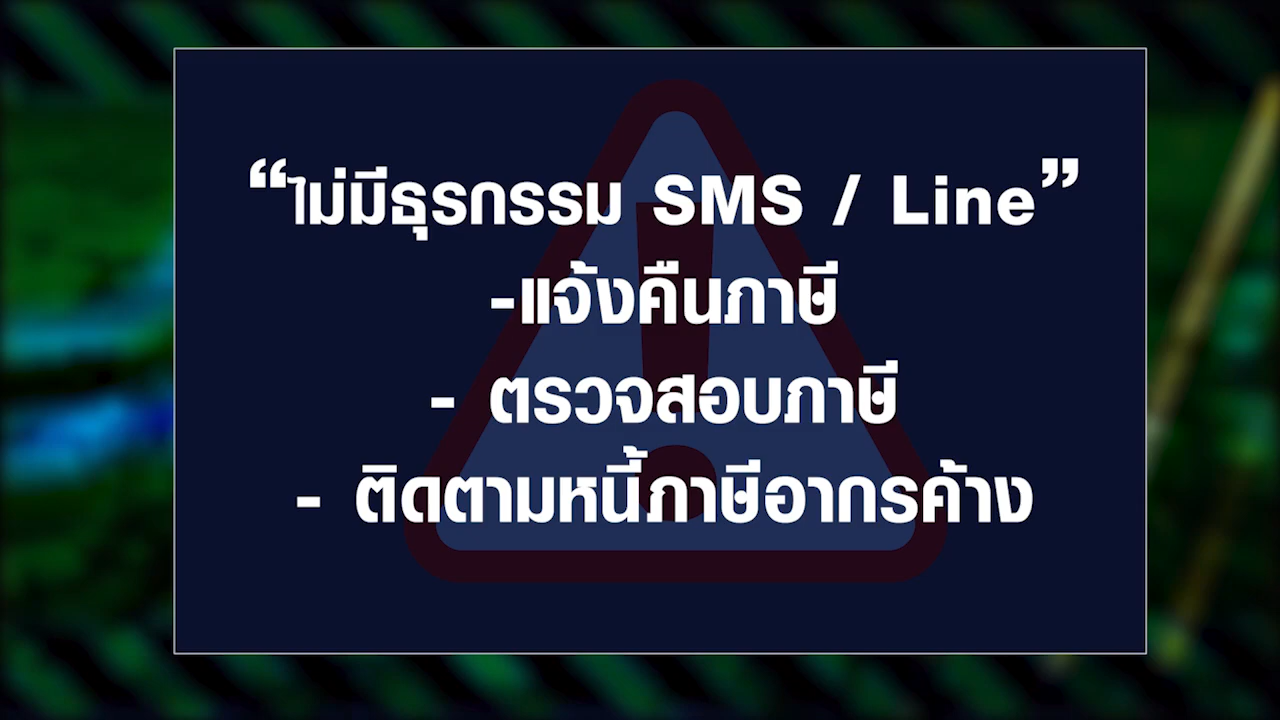 “ไม่มีธุรกรรม SMS / Line”
-แจ้งคืนภาษี
- ตรวจสอบภาษี
- ติดตามหนี้ภาษีอากรค้าง